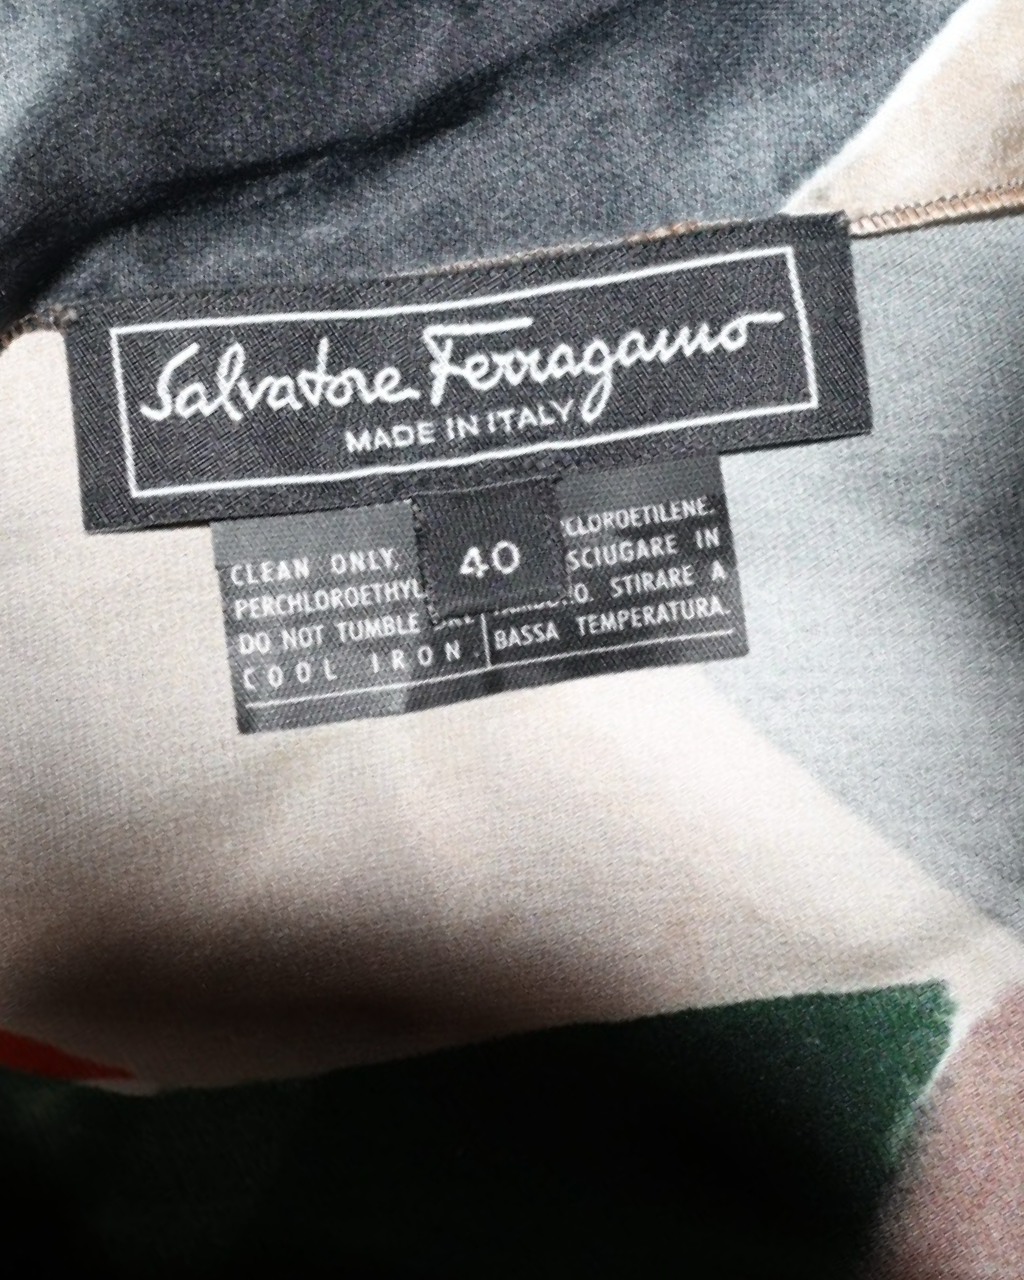 Salvatore Ferragamo
MADE IN ITALY
40
CLEAN ONLY.
PERCHLOROETHYL
DO NOT TUMBLE
COOL IRON.
CLOROETILENE.
SCIUGARE IN
O. STIRARE A
BASSA TEMPERATURA.